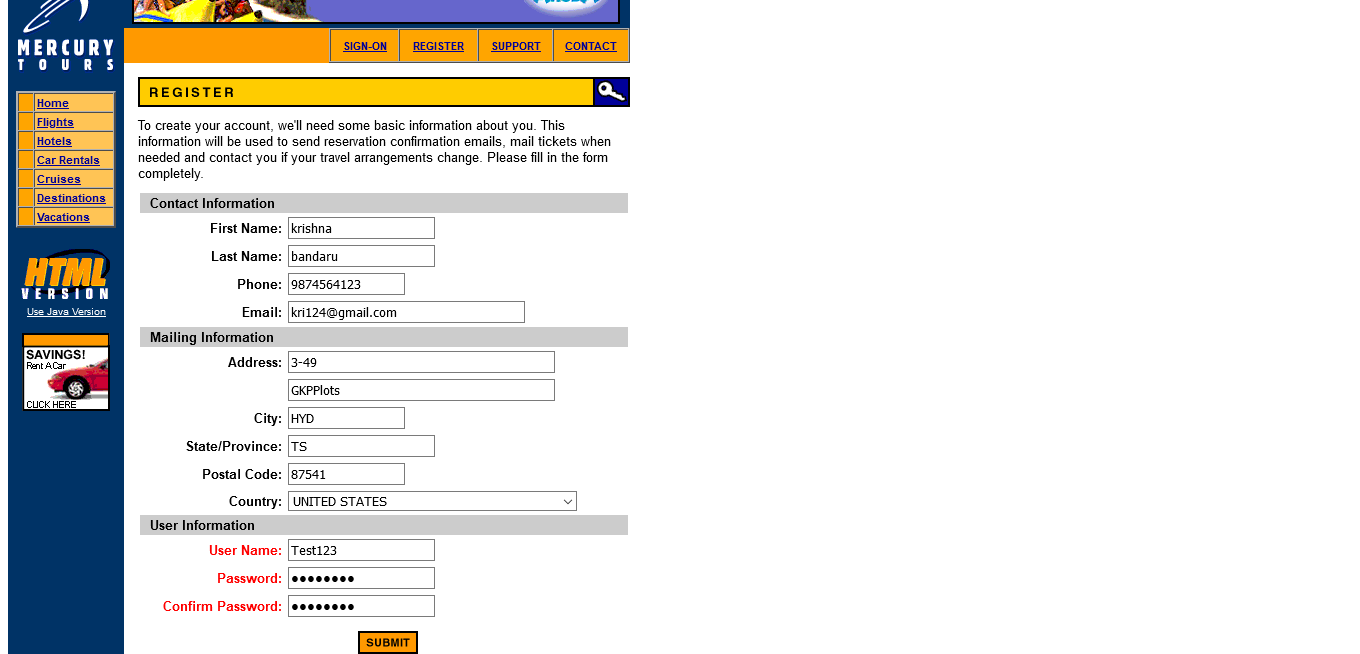 MERCURY
TOURS
SIGN-ON
REGISTER
SUPPORT
CONTACT
Home
Flights
Hotels
Car Rentals
Cruises
Destinations
Vacations
HTML
VERSION
Use Java Version
SAVINGS!
Rent A Car
CLICK HERE
REGISTER
To create your account, we'll need some basic information about you. This
information will be used to send reservation confirmation emails, mail tickets when
needed and contact you if your travel arrangements change. Please fill in the form
completely.
Contact Information
First Name: krishna
Last Name: bandaru
Phone: 9874564123
Email: kri124@gmail.com
Mailing Information
Address: 3-49
GKPPlots
City: HYD
State/Province: TS
Postal Code: 87541
Country: UNITED STATES
User Information
User Name: Test123
Password: ●●●●●●●●
Confirm Password: ●●●●●●●●
SUBMIT